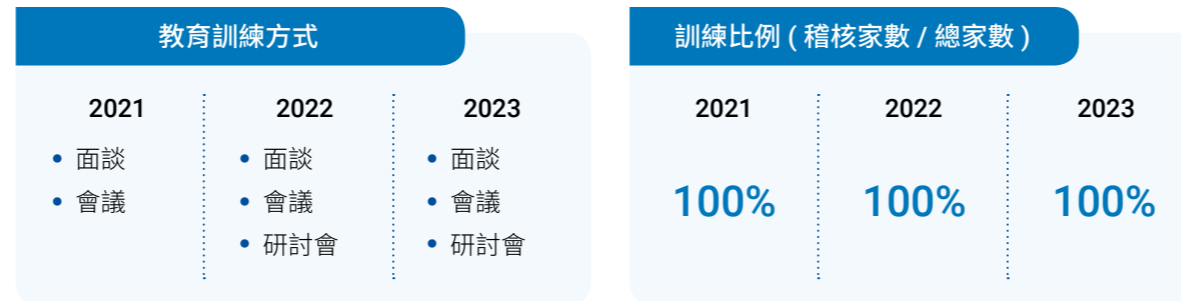 教育訓練方式
2021
• 面談
• 會議
2022
• 面談
• 會議
• 研討會
2023
• 面談
• 會議
• 研討會
訓練比例 ( 稽核家數 / 總家數 )
2021
100%
2022
100%
2023
100%